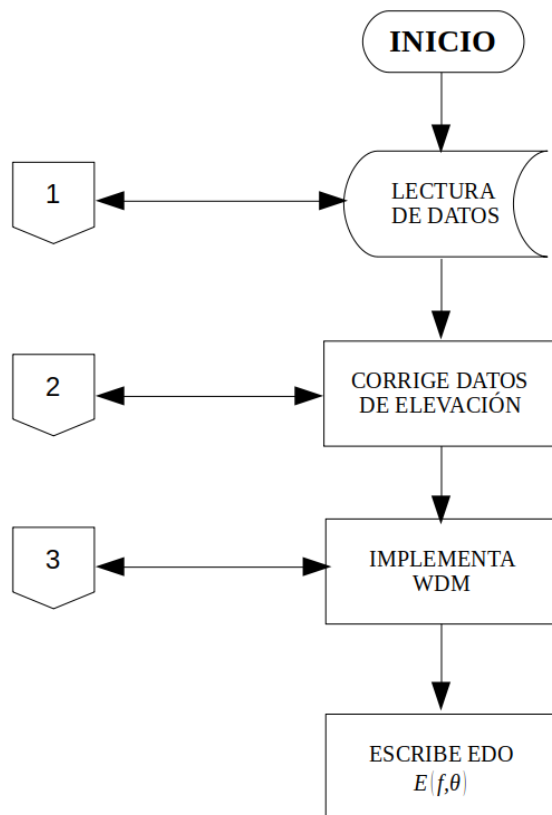 INICIO
1
LECTURA
DE DATOS
2
CORRIGE DATOS
DE ELEVACIÓN
3
IMPLEMENTA
WDM
ESCRIBE EDO
E(f,θ)